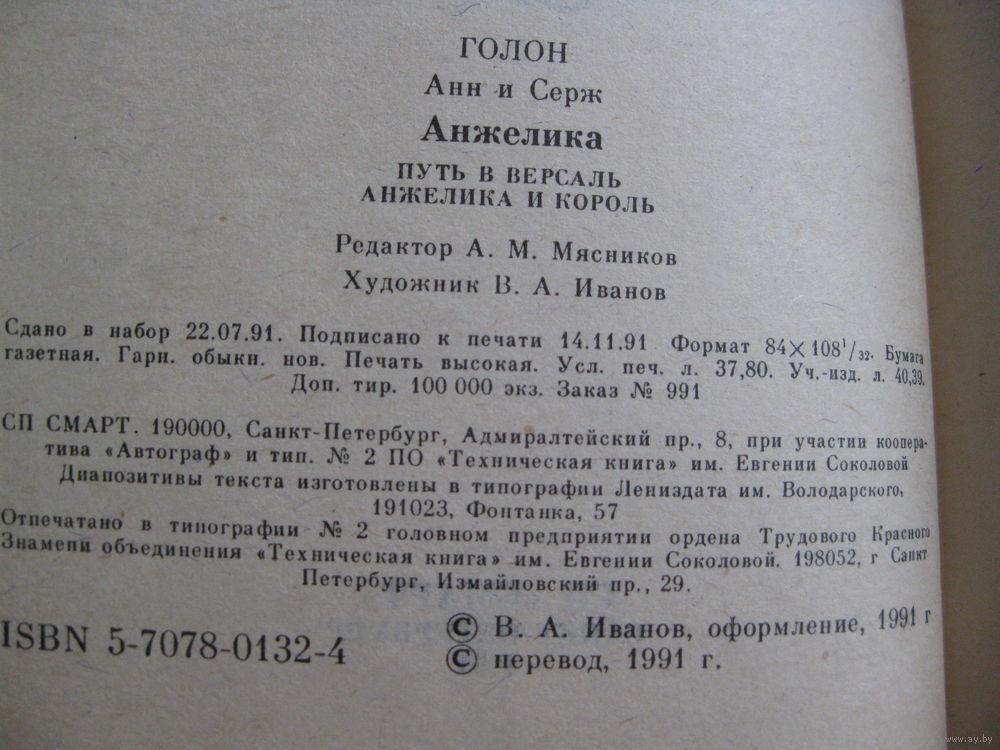 ГОЛОН
Анн и Серж
Анжелика
ПУТЬ В ВЕРСАЛЬ
АНЖЕЛИКА И КОРОЛЬ
Редактор А. М. Мясников
Художник В. А. Иванов
Сдано в набор 22.07.91. Подписано к печати 14.11.91 Формат 84×108¹/₃₂. Бумага
газетная. Гарн. обыкн. нов. Печать высокая. Усл. печ. л. 37,80. Уч.-изд. л. 40,39.
Доп. тир. 100 000 экз. Заказ № 991
СП СМАРТ. 190000, Санкт-Петербург, Адмиралтейский пр., 8, при участии коопера-
тива «Автограф» и тип. № 2 ПО «Техническая книга» им. Евгении Соколовой
Диапозитивы текста изготовлены в типографии Лениздата им. Володарского,
191023, Фонтанка, 57
Отпечатано в типографии № 2 головном предприятии ордена Трудового Красного
Знамени объединения «Техническая книга» им. Евгении Соколовой. 198052, г Санкт
Петербург, Измайловский пр., 29.
ISBN 5-7078-0132-4
© В. А. Иванов, оформление, 1991 г
© перевод, 1991 г.
www.ay.by